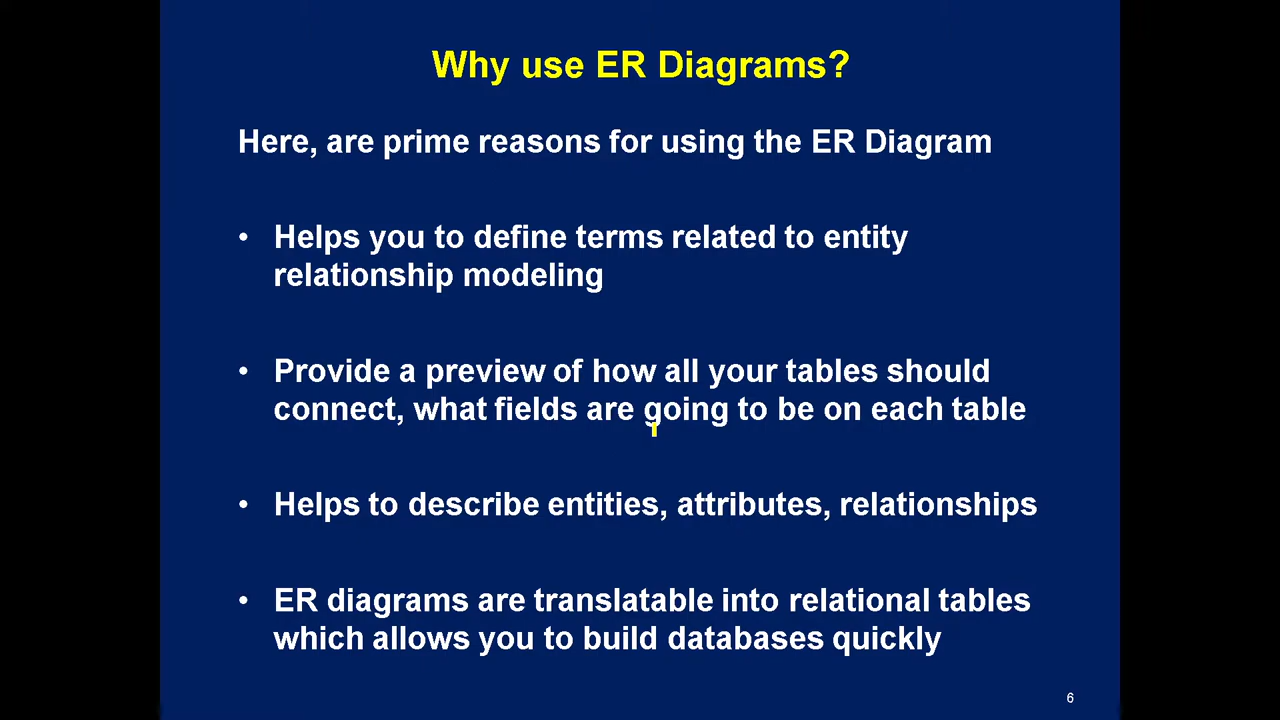 Why use ER Diagrams?
Here, are prime reasons for using the ER Diagram
• Helps you to define terms related to entity
relationship modeling
• Provide a preview of how all your tables should
connect, what fields are going to be on each table
• Helps to describe entities, attributes, relationships
• ER diagrams are translatable into relational tables
which allows you to build databases quickly
6